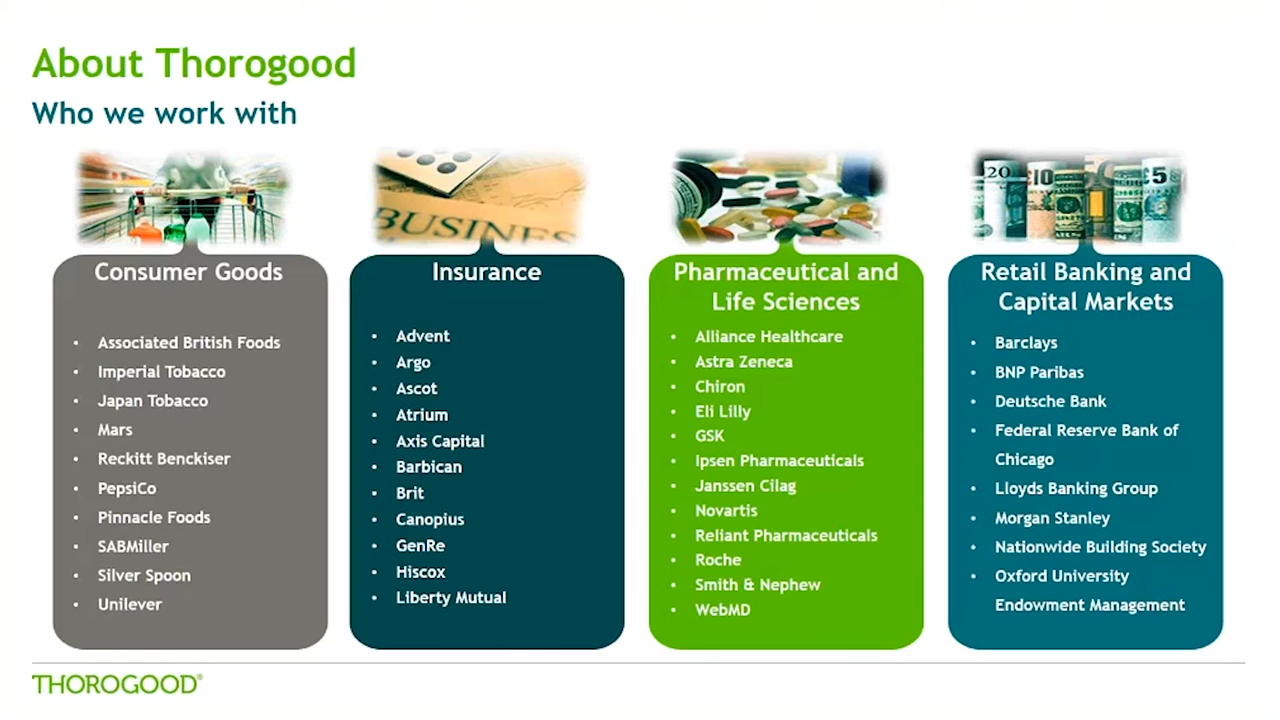 About Thorogood
Who we work with
BUSINES
20
£10
£5
Consumer Goods
Associated British Foods
Imperial Tobacco
Japan Tobacco
Mars
Reckitt Benckiser
PepsiCo
Pinnacle Foods
SABMiller
Silver Spoon
Unilever
Insurance
Advent
Argo
Ascot
Atrium
Axis Capital
Barbican
Brit
Canopius
GenRe
Hiscox
Liberty Mutual
Pharmaceutical and
Life Sciences
Alliance Healthcare
Astra Zeneca
Chiron
Eli Lilly
GSK
Ipsen Pharmaceuticals
Janssen Cilag
Novartis
Reliant Pharmaceuticals
Roche
Smith & Nephew
WebMD
Retail Banking and
Capital Markets
Barclays
BNP Paribas
Deutsche Bank
Federal Reserve Bank of
Chicago
Lloyds Banking Group
Morgan Stanley
Nationwide Building Society
Oxford University
Endowment Management
THOROGOOD®